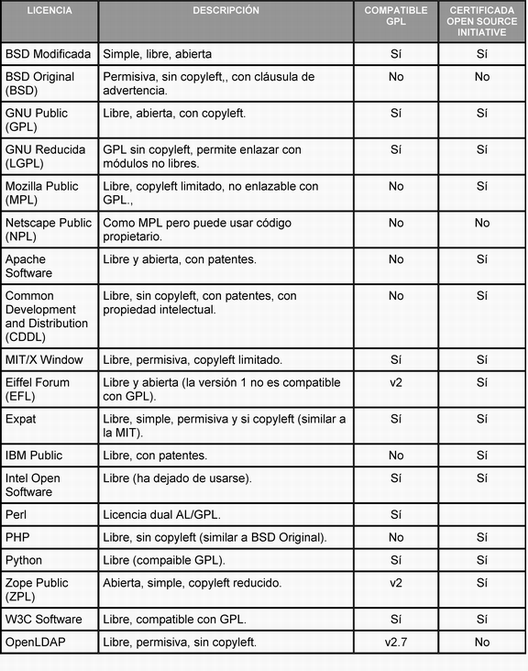 LICENCIA DESCRIPCIÓN COMPATIBLE GPL CERTIFICADA OPEN SOURCE INITIATIVE
BSD Modificada Simple, libre, abierta Sí Sí
BSD Original (BSD) Permisiva, sin copyleft,, con cláusula de advertencia. No No
GNU Public (GPL) Libre, abierta, con copyleft. Sí Sí
GNU Reducida (LGPL) GPL sin copyleft, permite enlazar con módulos no libres. Sí Sí
Mozilla Public (MPL) Libre, copyleft limitado, no enlazable con GPL., No Sí
Netscape Public (NPL) Como MPL pero puede usar código propietario. No No
Apache Software Libre y abierta, con patentes. No Sí
Common Development and Distribution (CDDL) Libre, sin copyleft, con patentes, con propiedad intelectual. No Sí
MIT/X Window Libre, permisiva, copyleft limitado. Sí Sí
Eiffel Forum (EFL) Libre y abierta (la versión 1 no es compatible con GPL). v2 Sí
Expat Libre, simple, permisiva y si copyleft (similar a la MIT). Sí Sí
IBM Public Libre, con patentes. No Sí
Intel Open Software Libre (ha dejado de usarse). Sí Sí
Perl Licencia dual AL/GPL. Sí
PHP Libre, sin copyleft (similar a BSD Original). No Sí
Python Libre (compaible GPL). Sí Sí
Zope Public (ZPL) Abierta, simple, copyleft reducido. v2 Sí
W3C Software Libre, compatible con GPL. Sí Sí
OpenLDAP Libre, permisiva, sin copyleft. v2.7 No